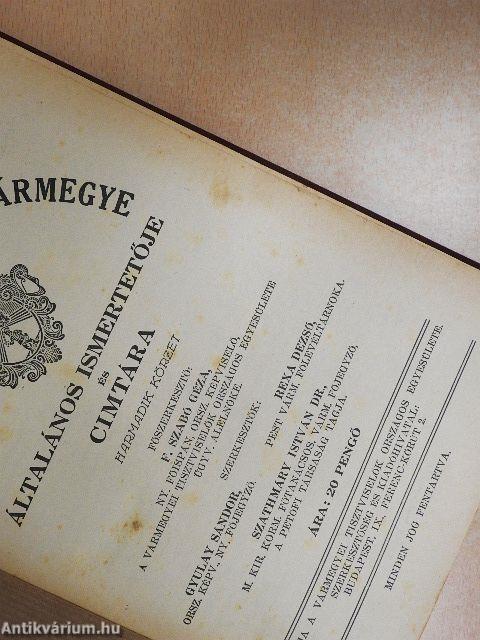 ÁRMEGYE
ÁLTALÁNOS ISMERTETŐJE
és
CIMTÁRA
HARMADIK KÖRZET
FŐSZERKESZTŐ:
F. SZABÓ GÉZA,
NY. FŐISPÁN, ORSZ. KÉPVISELŐ,
A VÁRMEGYEI TISZTVISELŐK ORSZÁGOS EGYESÜLETE
ÜGYV. ALELNÖKE.
SZERKESZTŐK:
GYULAY SÁNDOR,
ORSZ. KÉPV. NY. FŐJEGYZŐ.
REXA DEZSŐ,
PEST VÁRM. FŐLEVÉLTÁRNOKA.
SZATHMÁRY ISTVÁN DR.
M. KIR. KORM. FŐTANÁCSOS, VÁRM. FŐJEGYZŐ,
A PETŐFI TÁRSASÁG TAGJA.
ÁRA: 20 PENGŐ
JA A VÁRMEGYEI TISZTVISELŐK ORSZÁGOS EGYESÜLETE.
SZERKESZTŐSÉG ÉS KIADÓHIVATAL:
BUDAPEST, IX, FERENC-KÖRÚT 2.
MINDEN JOG FENTARTVA.
Antikvárium.hu